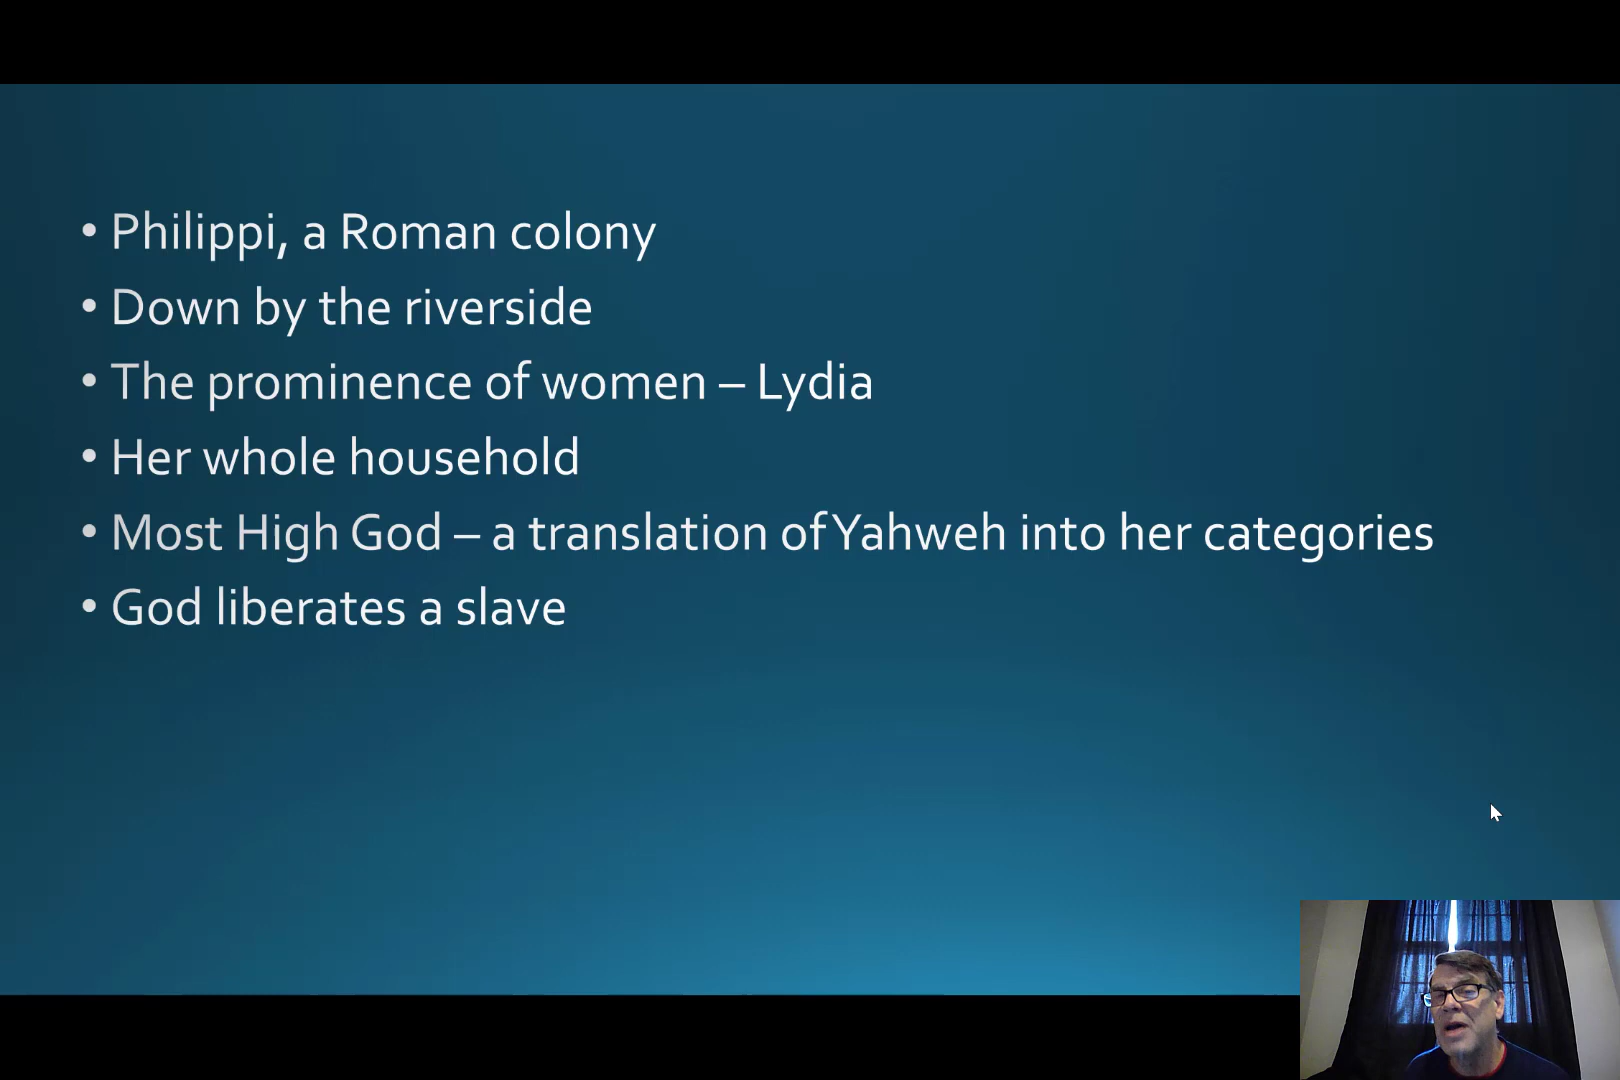 • Philippi, a Roman colony
• Down by the riverside
• The prominence of women – Lydia
• Her whole household
• Most High God – a translation of Yahweh into her categories
• God liberates a slave